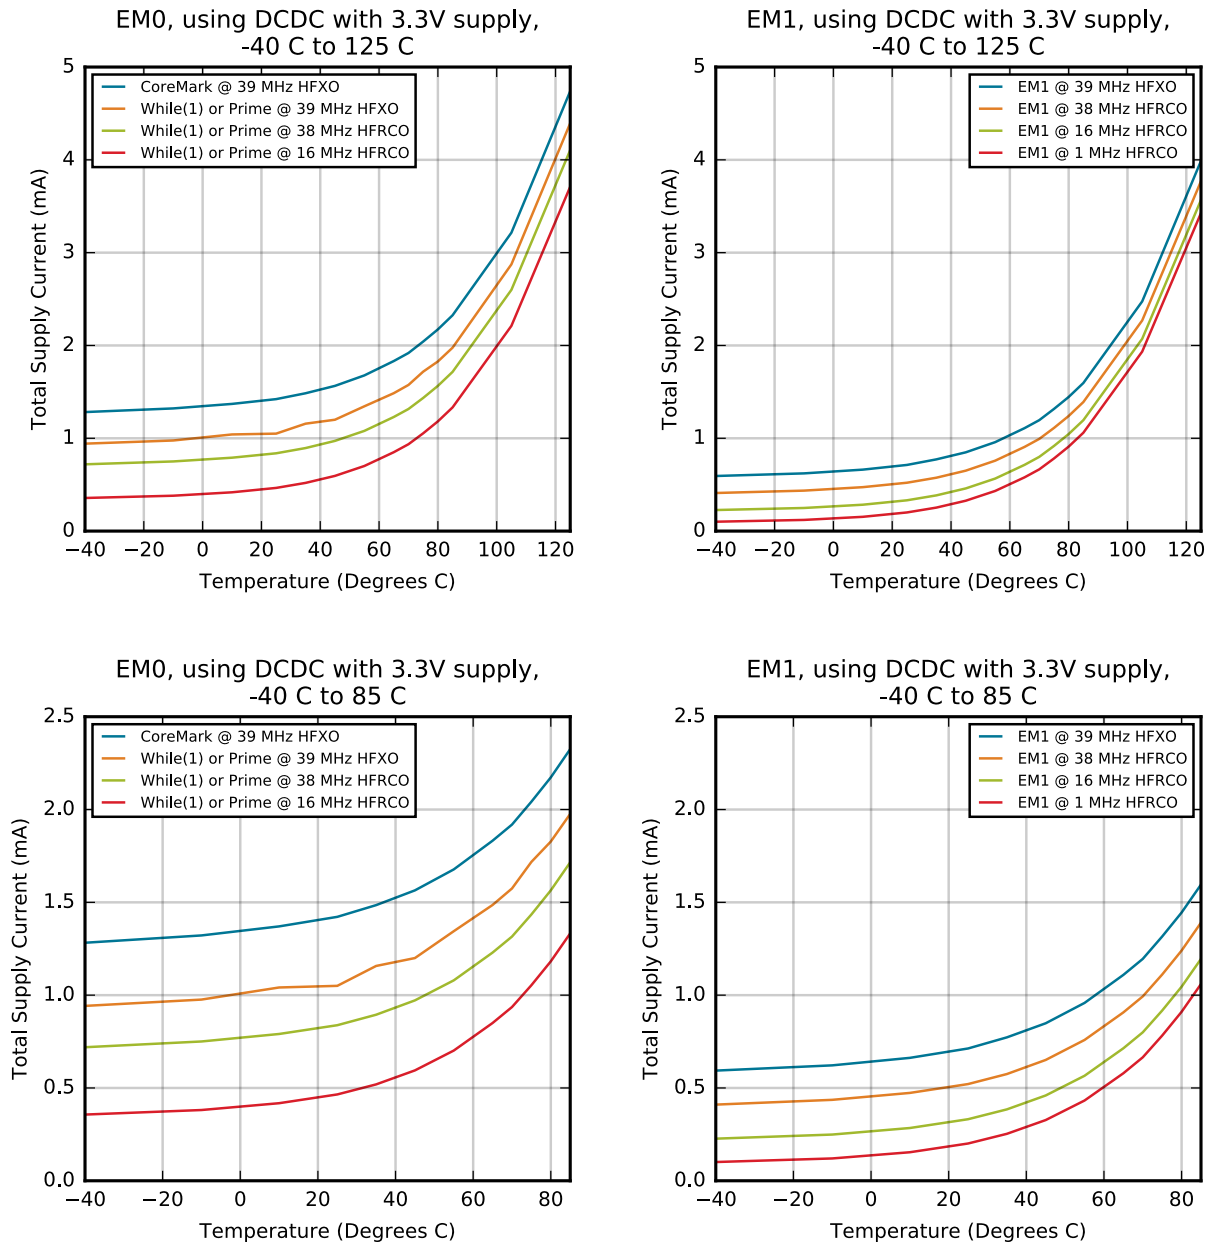 EM0, using DCDC with 3.3V supply,
-40 C to 125 C
Total Supply Current (mA)
5
4
3
2
1
0
CoreMark @ 39 MHz HFXO
While(1) or Prime @ 39 MHz HFXO
While(1) or Prime @ 38 MHz HFRCO
While(1) or Prime @ 16 MHz HFRCO
−40 −20 0 20 40 60 80 100 120
Temperature (Degrees C)
EM1, using DCDC with 3.3V supply,
-40 C to 125 C
Total Supply Current (mA)
5
4
3
2
1
0
EM1 @ 39 MHz HFXO
EM1 @ 38 MHz HFRCO
EM1 @ 16 MHz HFRCO
EM1 @ 1 MHz HFRCO
−40 −20 0 20 40 60 80 100 120
Temperature (Degrees C)
EM0, using DCDC with 3.3V supply,
-40 C to 85 C
Total Supply Current (mA)
2.5
2.0
1.5
1.0
0.5
0.0
CoreMark @ 39 MHz HFXO
While(1) or Prime @ 39 MHz HFXO
While(1) or Prime @ 38 MHz HFRCO
While(1) or Prime @ 16 MHz HFRCO
−40 −20 0 20 40 60 80
Temperature (Degrees C)
EM1, using DCDC with 3.3V supply,
-40 C to 85 C
Total Supply Current (mA)
2.5
2.0
1.5
1.0
0.5
0.0
EM1 @ 39 MHz HFXO
EM1 @ 38 MHz HFRCO
EM1 @ 16 MHz HFRCO
EM1 @ 1 MHz HFRCO
−40 −20 0 20 40 60 80
Temperature (Degrees C)